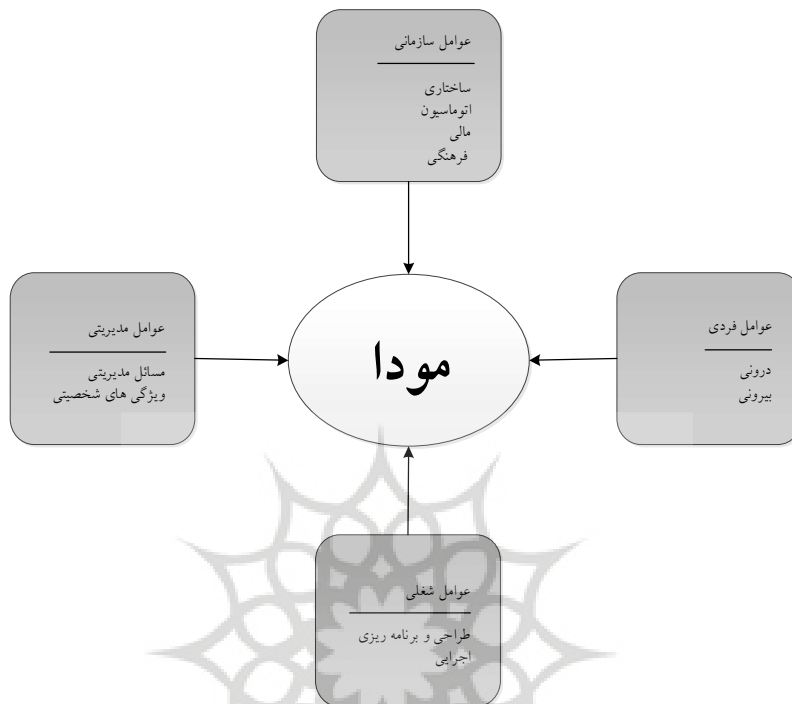 عوامل سازمانی
ساختاری
اتوماسیون
مالی
فرهنگی
عوامل فردی
درونی
بیرونی
مودا
عوامل مدیریتی
مسائل مدیریتی
ویژگی های شخصیتی
عوامل شغلی
طراحی و برنامه ریزی
اجرایی